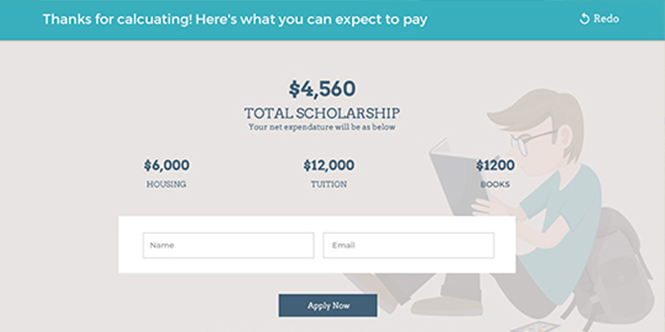 Thanks for calcuating! Here's what you can expect to pay
Redo
$4,560
TOTAL SCHOLARSHIP
Your net expendature will be as below
$6,000
HOUSING
$12,000
TUITION
$1200
BOOKS
Name
Email
Apply Now